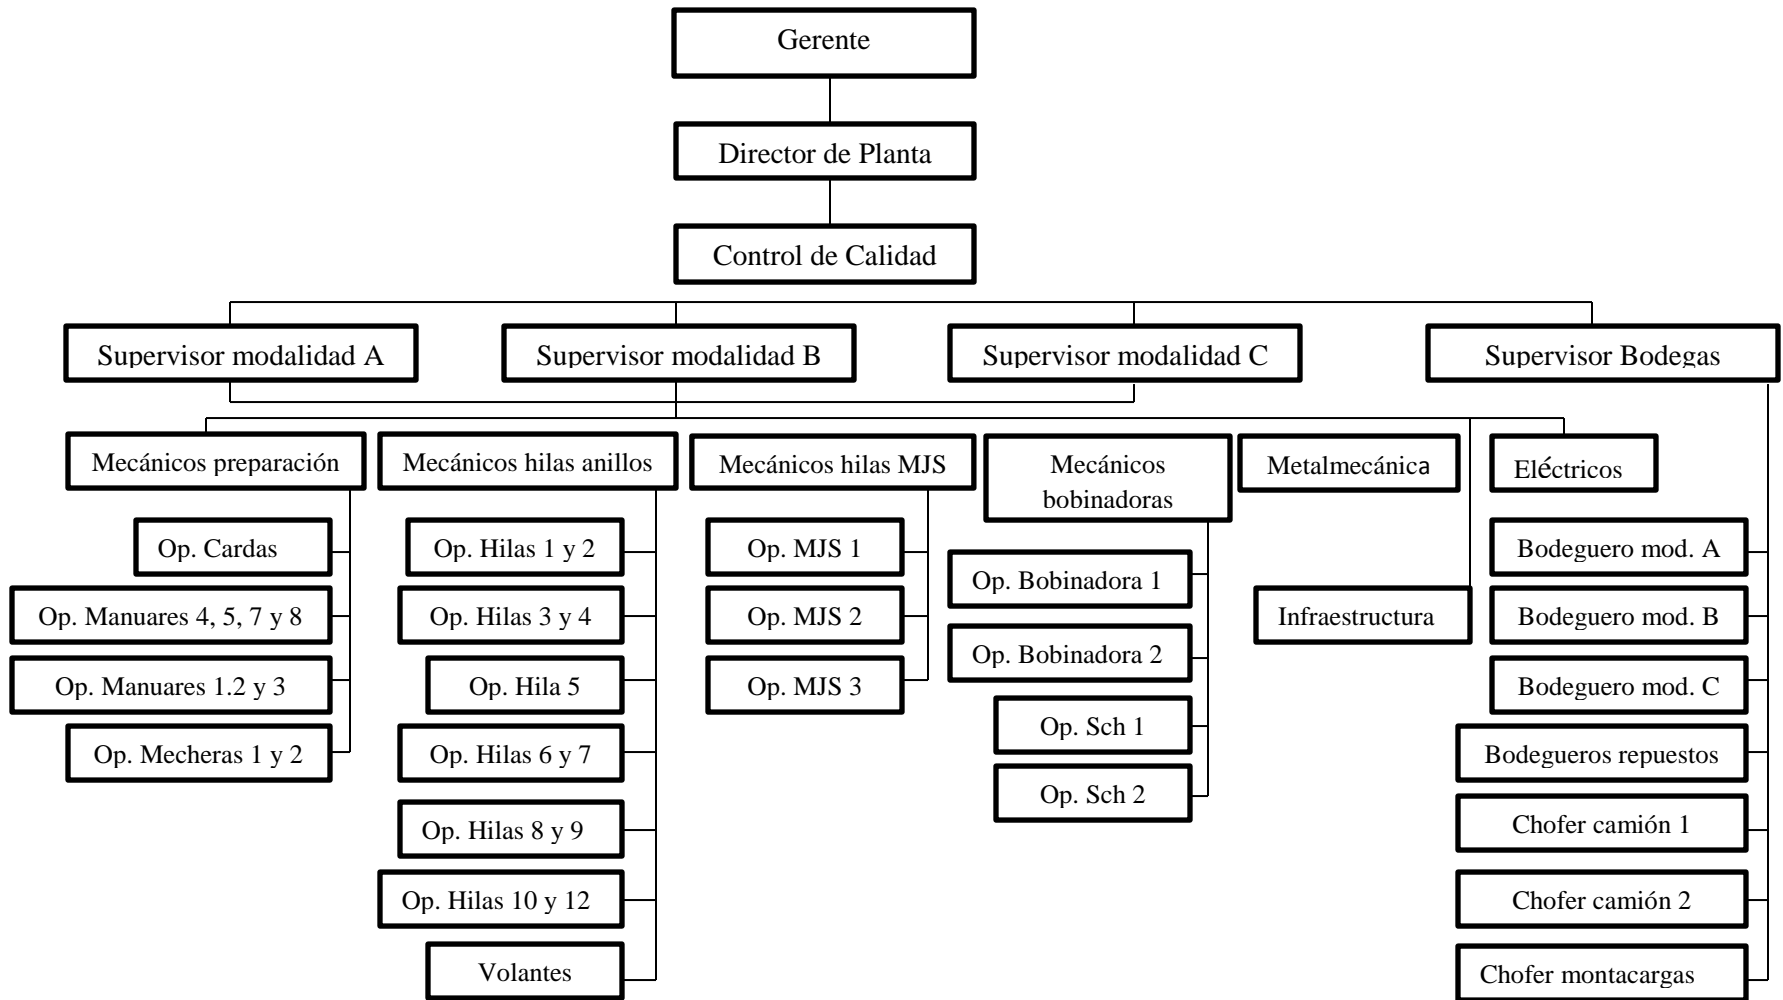 Gerente
Director de Planta
Control de Calidad
Supervisor modalidad A
Supervisor modalidad B
Supervisor modalidad C
Supervisor Bodegas
Mecánicos preparación
Mecánicos hilas anillos
Mecánicos hilas MJS
Mecánicos
bobinadoras
Metalmecánica
Eléctricos
Op. Cardas
Op. Manuares 4, 5, 7 y 8
Op. Manuares 1.2 y 3
Op. Mecheras 1 y 2
Op. Hilas 1 y 2
Op. Hilas 3 y 4
Op. Hila 5
Op. Hilas 6 y 7
Op. Hilas 8 y 9
Op. Hilas 10 y 12
Volantes
Op. MJS 1
Op. MJS 2
Op. MJS 3
Op. Bobinadora 1
Op. Bobinadora 2
Op. Sch 1
Op. Sch 2
Infraestructura
Bodeguero mod. A
Bodeguero mod. B
Bodeguero mod. C
Bodegueros repuestos
Chofer camión 1
Chofer camión 2
Chofer montacargas